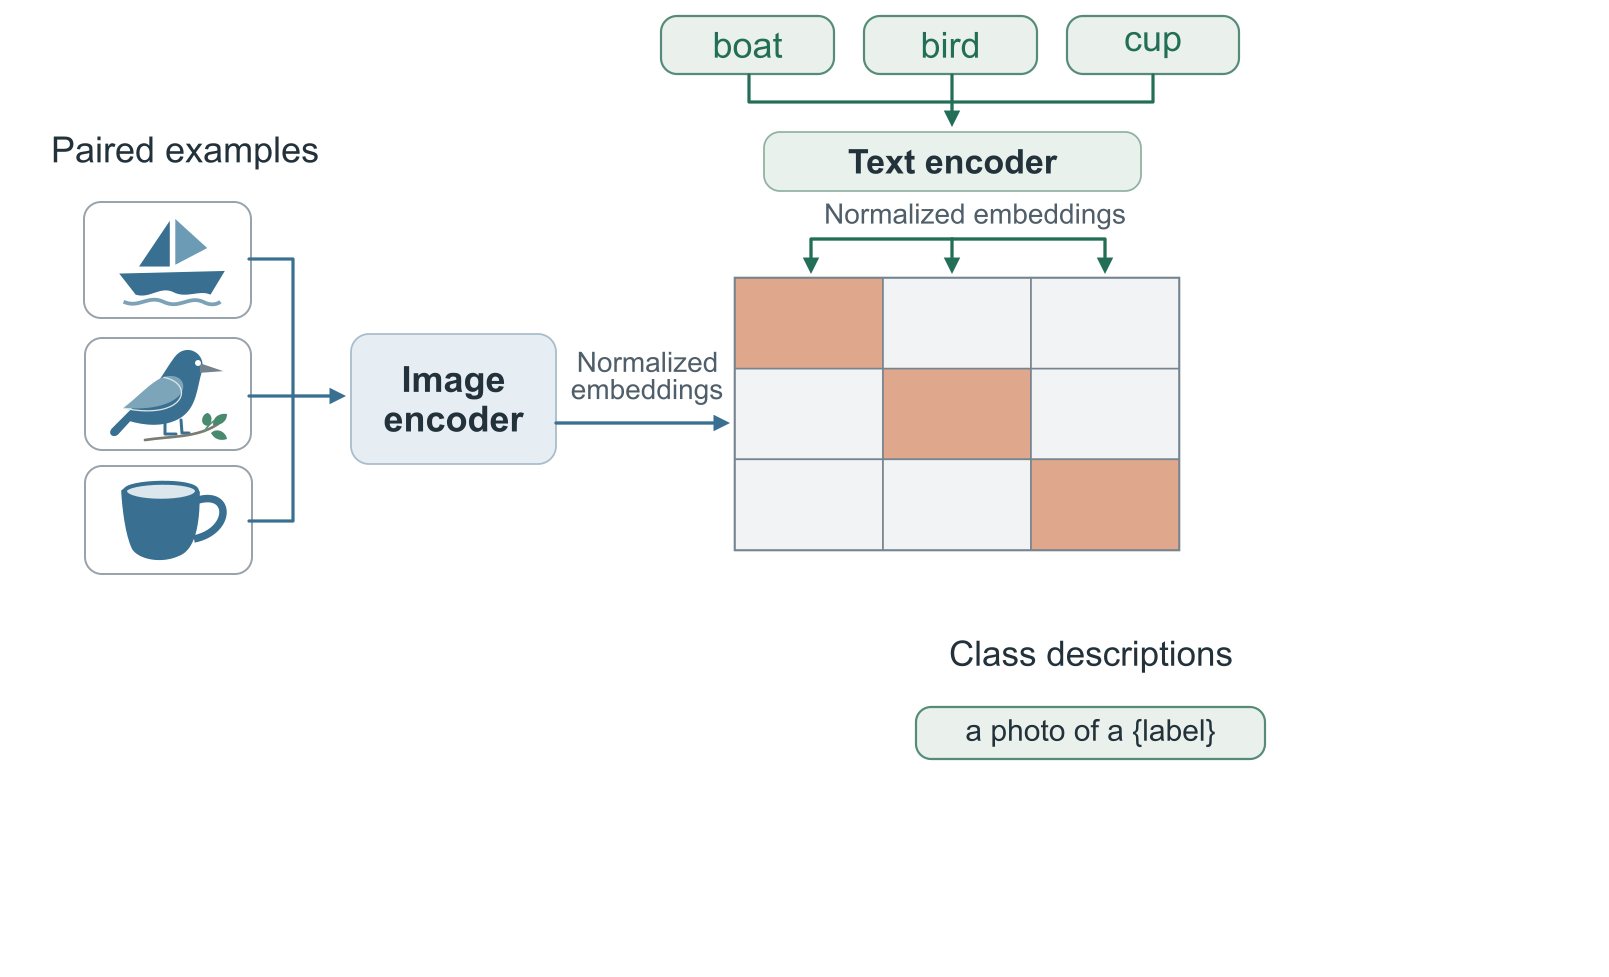 boat
bird
cup
Text encoder
Normalized embeddings
Paired examples
Image
encoder
Normalized
embeddings
Class descriptions
a photo of a {label}